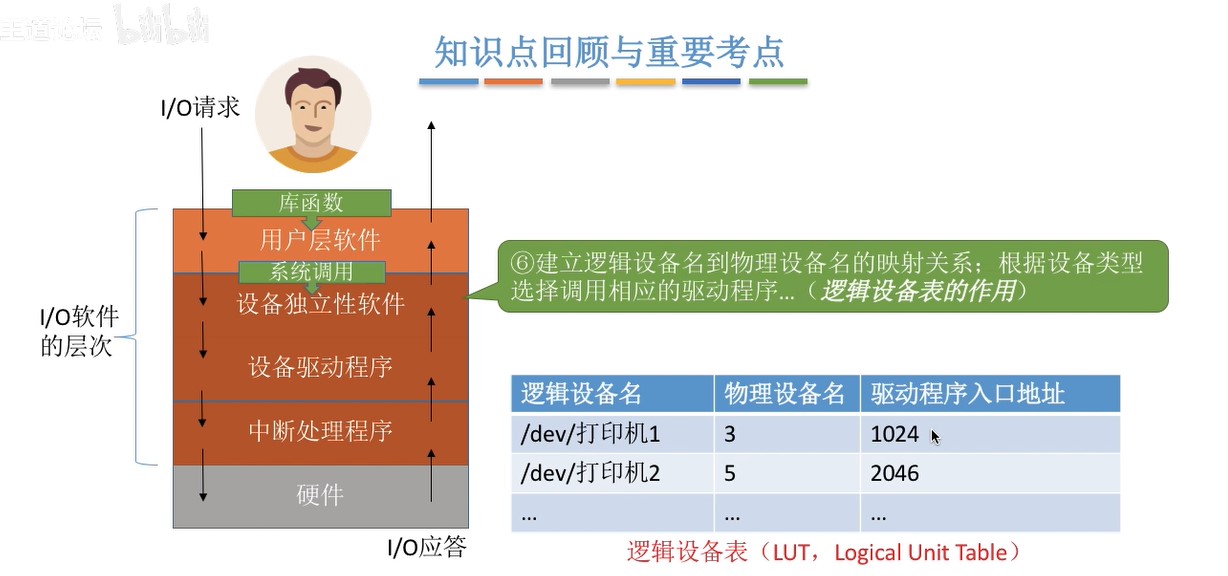 王道论坛 bilibili
知识点回顾与重要考点
I/O请求
库函数
用户层软件
系统调用
设备独立性软件
设备驱动程序
中断处理程序
硬件
I/O软件
的层次
I/O应答
⑥建立逻辑设备名到物理设备名的映射关系；根据设备类型
选择调用相应的驱动程序…（逻辑设备表的作用）
逻辑设备名 物理设备名 驱动程序入口地址
/dev/打印机1 3 1024
/dev/打印机2 5 2046
… … …
逻辑设备表（LUT，Logical Unit Table）